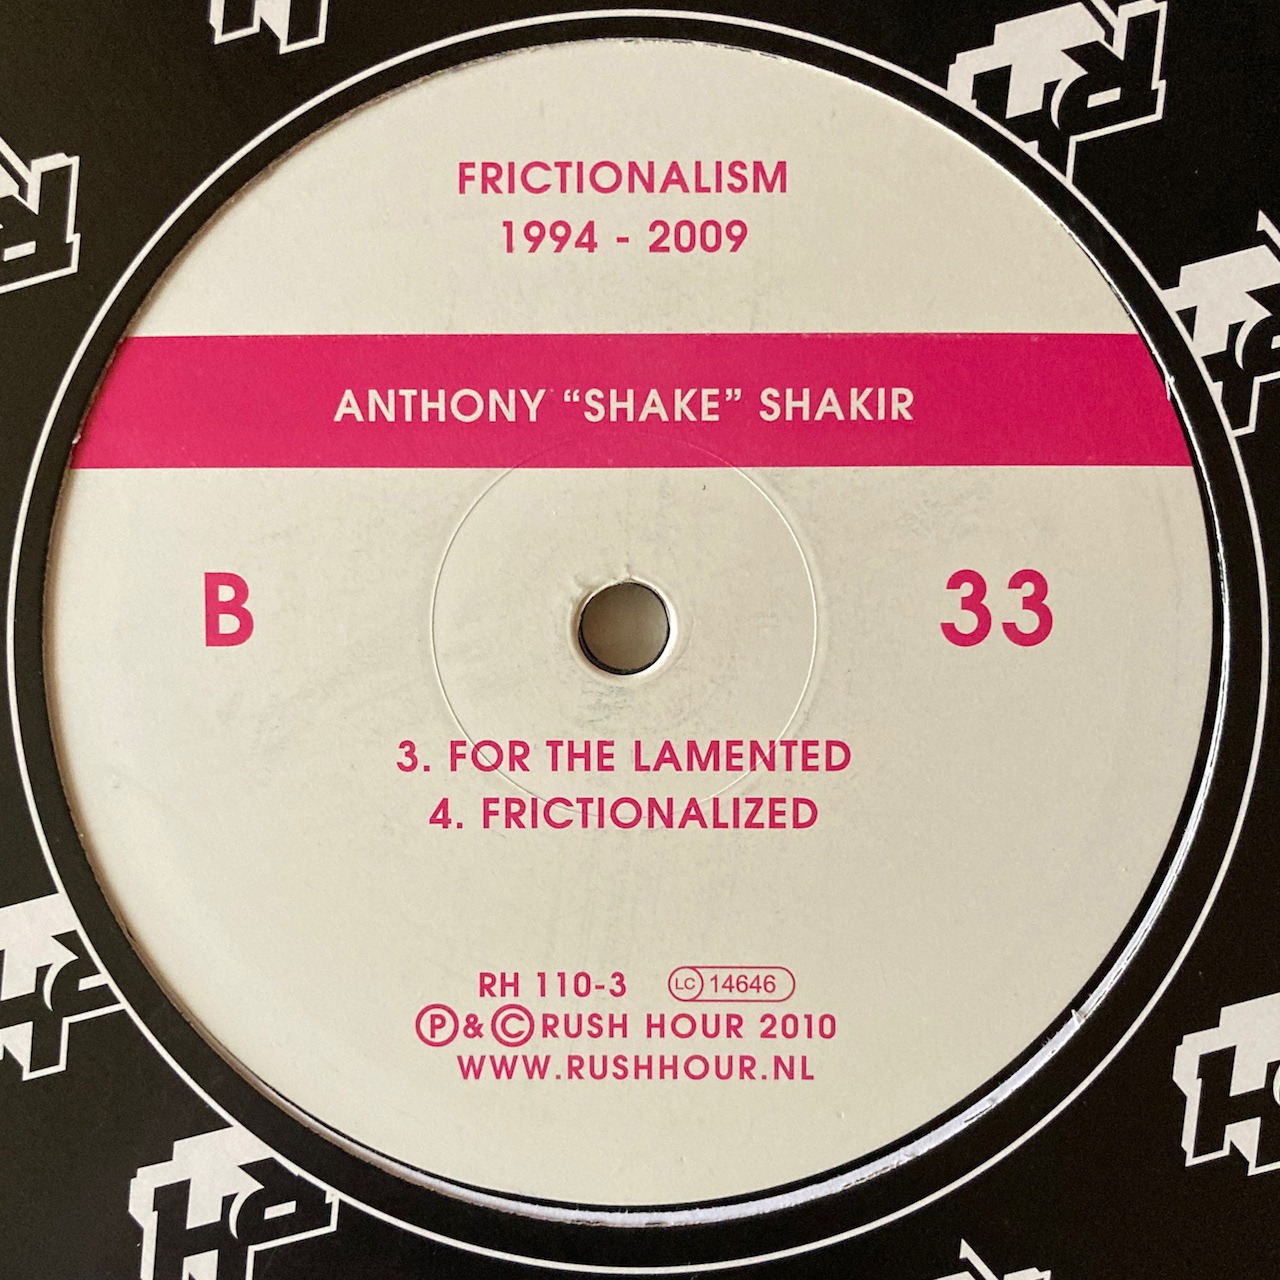 FRICTIONALISM
1994 - 2009
ANTHONY “SHAKE” SHAKIR
B
33
3. FOR THE LAMENTED
4. FRICTIONALIZED
RH 110-3 LC 14646
Ⓟ & © RUSH HOUR 2010
WWW.RUSHHOUR.NL